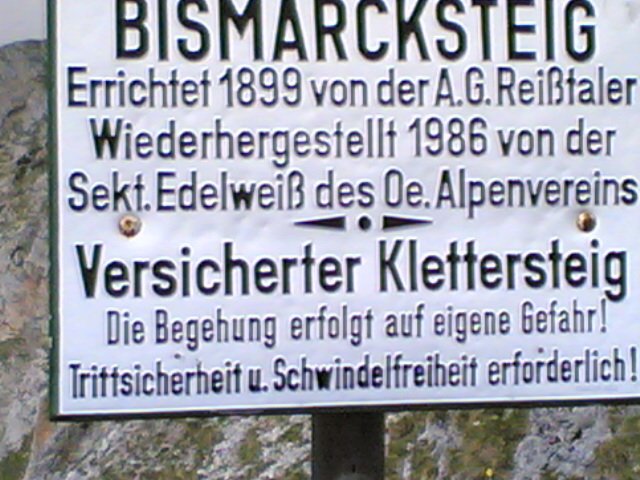 BISMARCKSTEIG
Errichtet 1899 von der A.G. Reißtaler
Wiederhergestellt 1986 von der
Sekt. Edelweiß des Oe. Alpenvereins
Versicherter Klettersteig
Die Begehung erfolgt auf eigene Gefahr!
Trittsicherheit u. Schwindelfreiheit erforderlich!